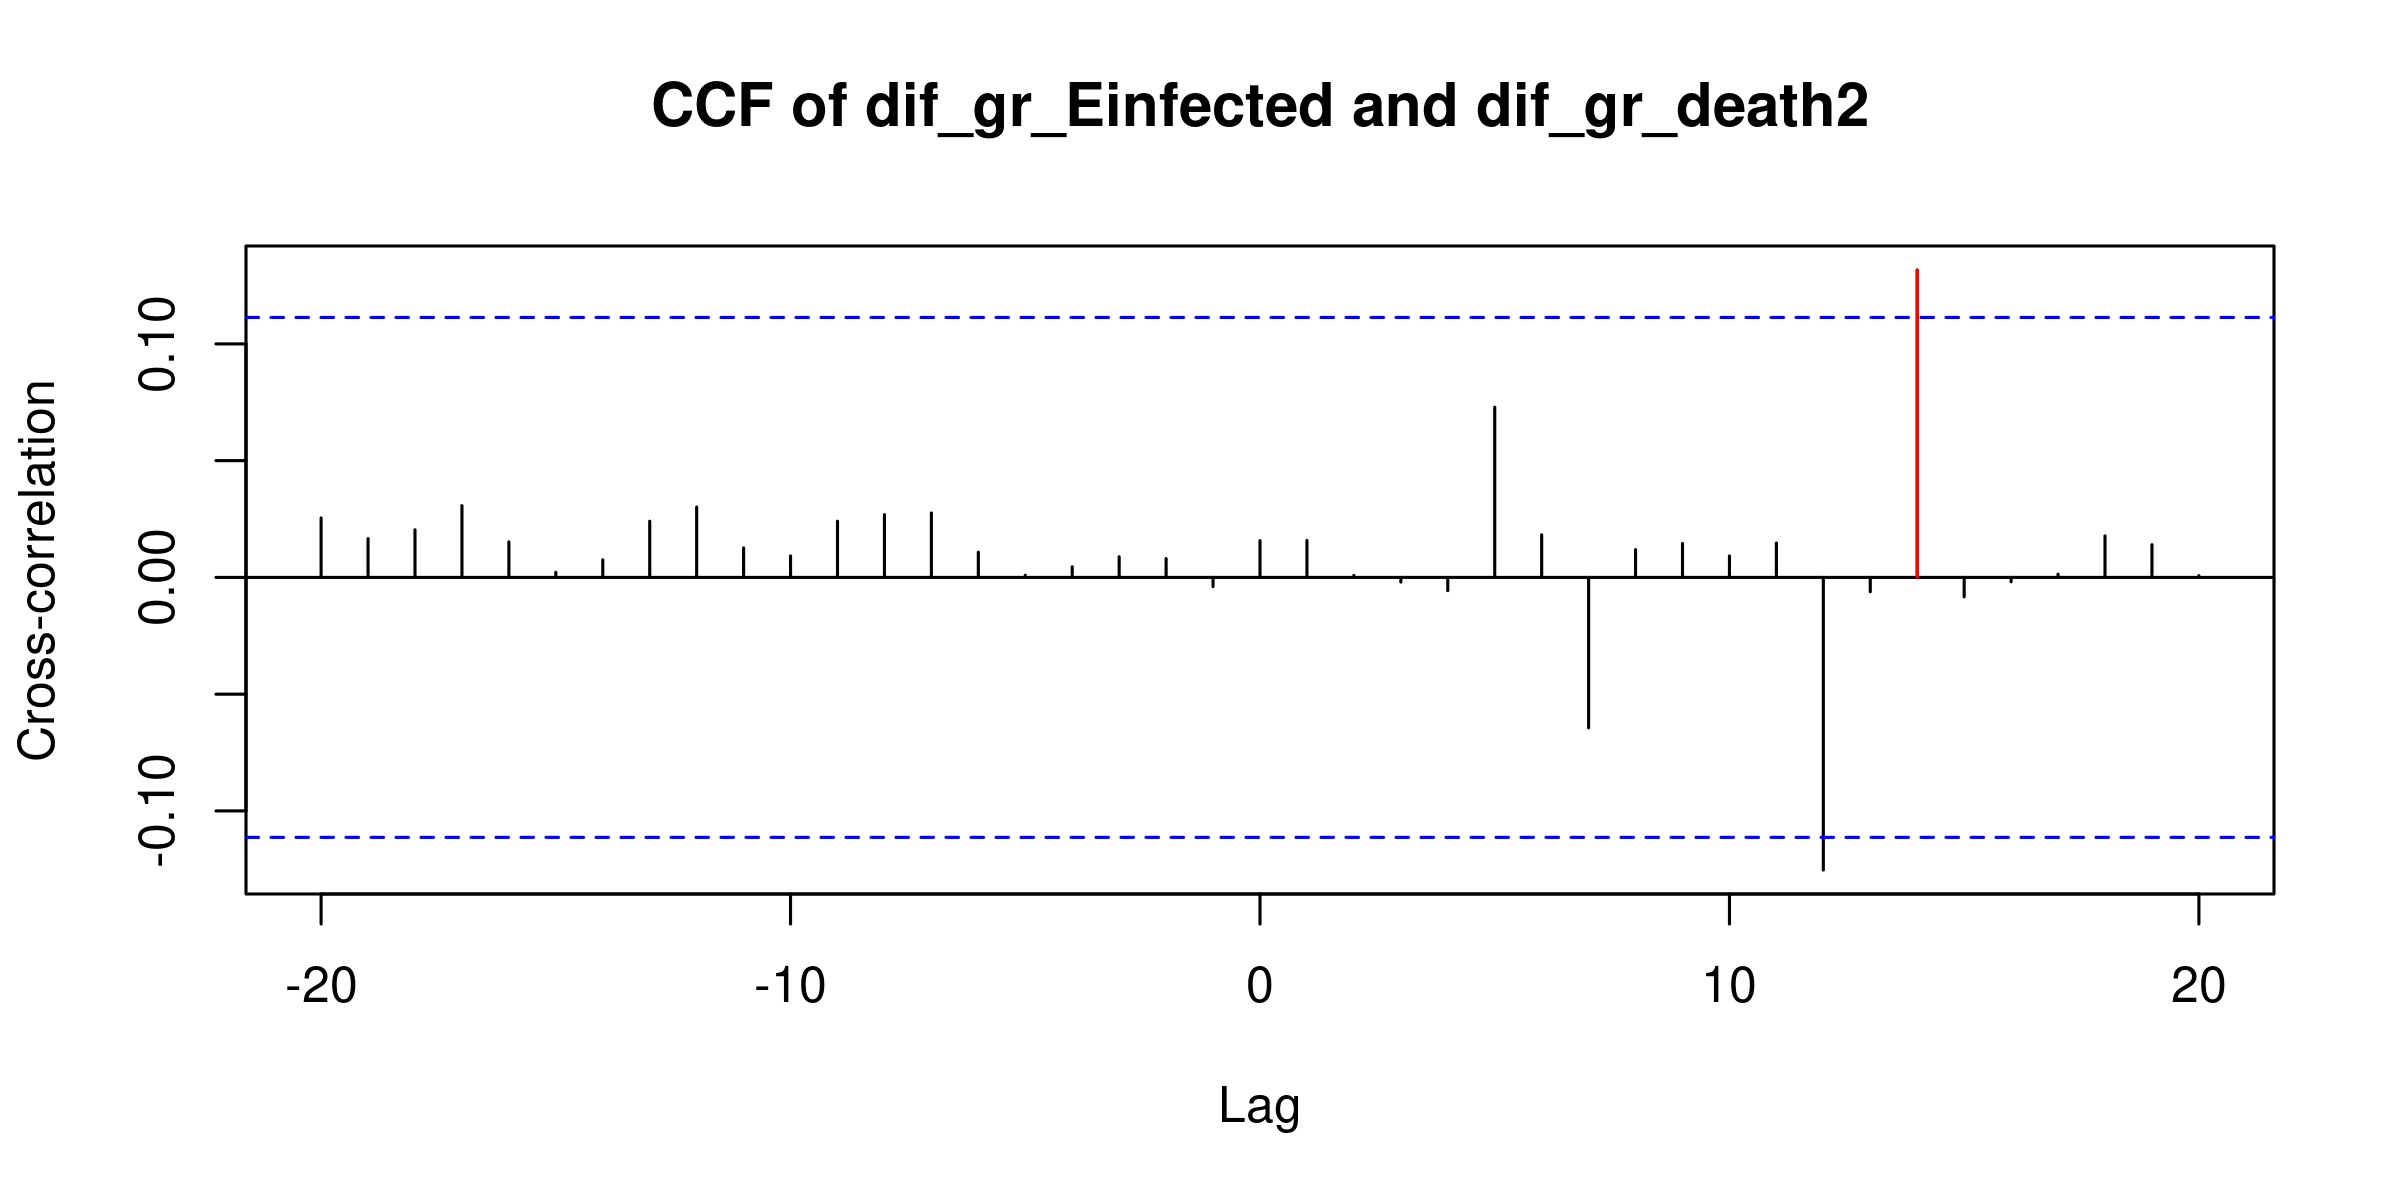 CCF of dif_gr_Einfected and dif_gr_death2
Cross-correlation
0.10
0.00
-0.10
-20 -10 0 10 20
Lag